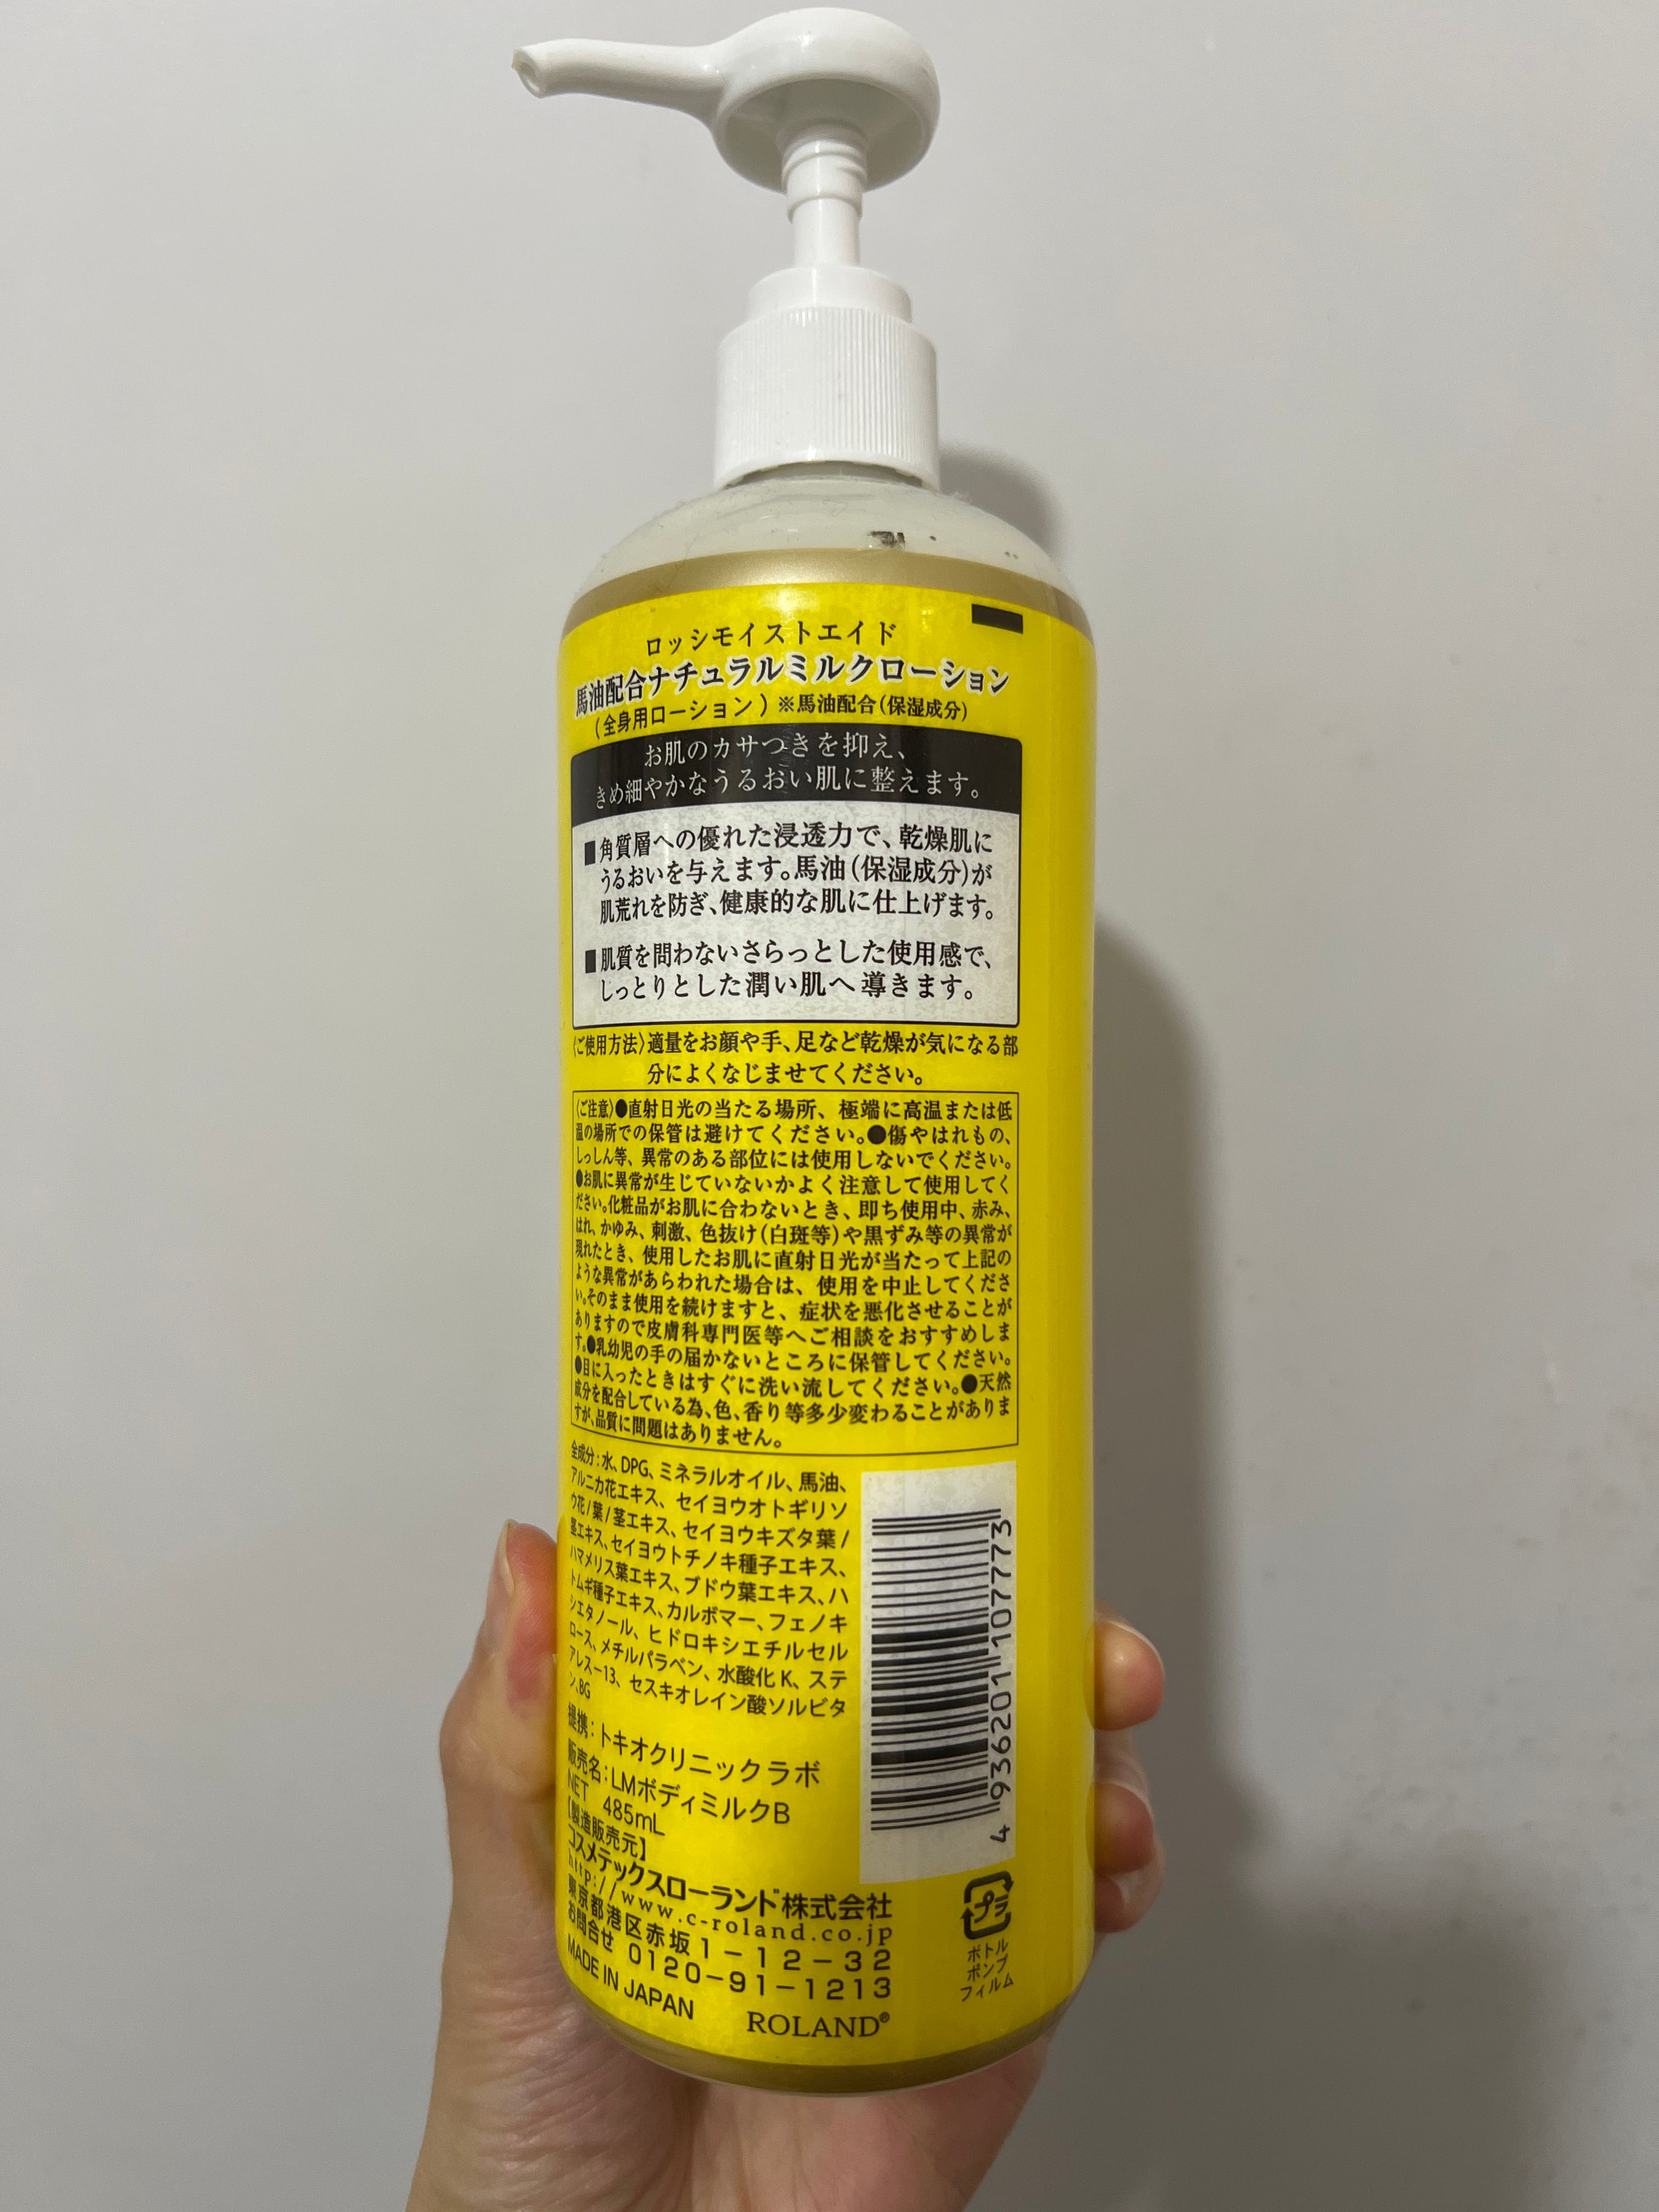 ロッシモイストエイド
馬油配合ナチュラルミルクローション
(全身用ローション)※馬油配合(保湿成分)
お肌のカサつきを抑え、
きめ細やかなうるおい肌に整えます。
■角質層への優れた浸透力で、乾燥肌に
うるおいを与えます。馬油(保湿成分)が
肌荒れを防ぎ、健康的な肌に仕上げます。
■肌質を問わないさらっとした使用感で、
しっとりとした潤い肌へ導きます。
〈ご使用方法〉適量をお顔や手、足など乾燥が気になる部
分によくなじませてください。
〈ご注意〉●直射日光の当たる場所、極端に高温または低
温の場所での保管は避けてください。●傷やはれもの、
しっしん等、異常のある部位には使用しないでください。
●お肌に異常が生じていないかよく注意して使用してく
ださい。化粧品がお肌に合わないとき、即ち使用中、赤み、
はれ、かゆみ、刺激、色抜け(白斑等)や黒ずみ等の異常が
現れたとき、使用したお肌に直射日光が当たって上記の
ような異常があらわれた場合は、使用を中止してくださ
い。そのまま使用を続けますと、症状を悪化させることが
ありますので皮膚科専門医等へご相談をおすすめしま
す。●乳幼児の手の届かないところに保管してください。
●目に入ったときはすぐに洗い流してください。●天然
成分を配合している為、色、香り等多少変わることがありま
すが、品質に問題はありません。
全成分:水、DPG、ミネラルオイル、馬油、
アルニカ花エキス、セイヨウオトギリソ
ウ花/葉/茎エキス、セイヨウキズタ葉/
茎エキス、セイヨウトチノキ種子エキス、
ハマメリス葉エキス、ブドウ葉エキス、ハ
トムギ種子エキス、カルボマー、フェノキ
シエタノール、ヒドロキシエチルセル
ロース、メチルパラベン、水酸化K、ステ
アレス-13、セスキオレイン酸ソルビタ
ン、BG
提携:トキオクリニックラボ
販売名:LMボディミルクB
NET 485mL
【製造販売元】
コスメテックスローランド株式会社
http://www.c-roland.co.jp
東京都港区赤坂1-12-32
お問合せ 0120-91-1213
MADE IN JAPAN
ROLAND®
4 936201 107773
プラ
ボトル
ポンプ
フィルム